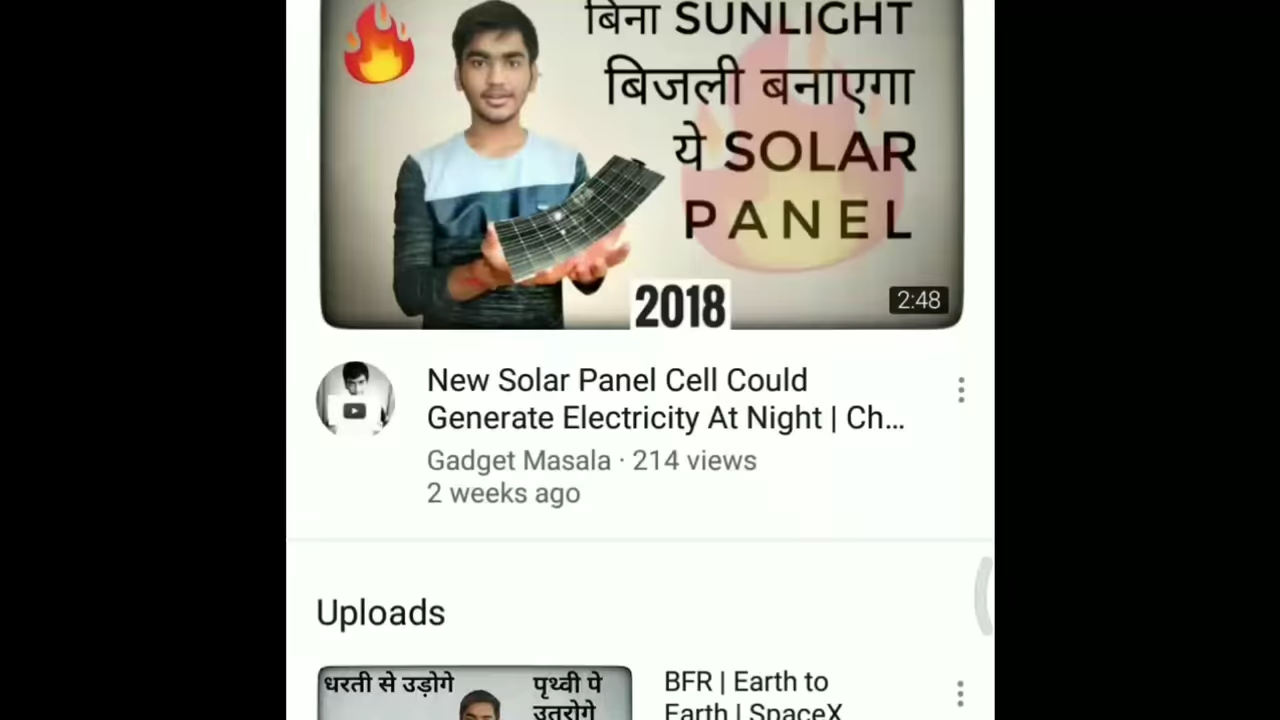 बिना SUNLIGHT
बिजली बनाएगा
ये SOLAR
PANEL
2018
2:48
New Solar Panel Cell Could
Generate Electricity At Night | Ch...
Gadget Masala · 214 views
2 weeks ago
Uploads
धरती से उड़ोगे
पृथ्वी पे
उतरोगे
BFR | Earth to
Earth | SpaceX